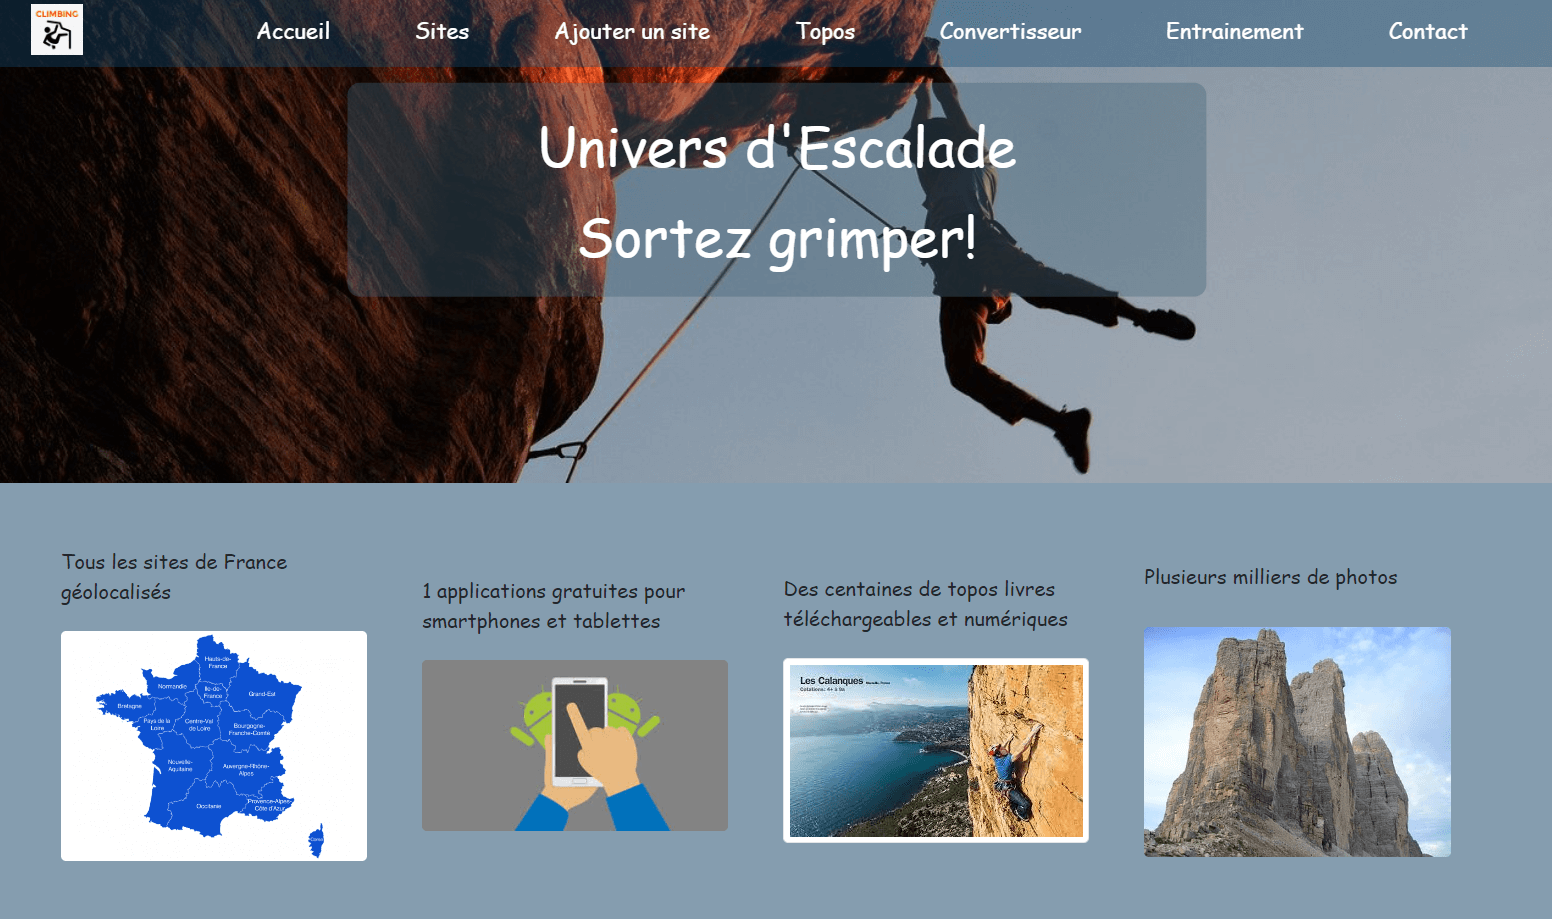 CLIMBING
Accueil
Sites
Ajouter un site
Topos
Convertisseur
Entrainement
Contact
Univers d'Escalade
Sortez grimper!
Tous les sites de France
géolocalisés
Hauts-de-
France
Normandie
Ile-de-
France
Grand-Est
Bretagne
Pays de la
Loire
Centre-Val
de Loire
Bourgogne-
Franche-Comté
Nouvelle-
Aquitaine
Auvergne-Rhône-
Alpes
Occitanie
Provence-Alpes-
Côte d'Azur
1 applications gratuites pour
smartphones et tablettes
Des centaines de topos livres
téléchargeables et numériques
Les Calanques
Cotations: 4+ à 9a
Plusieurs milliers de photos